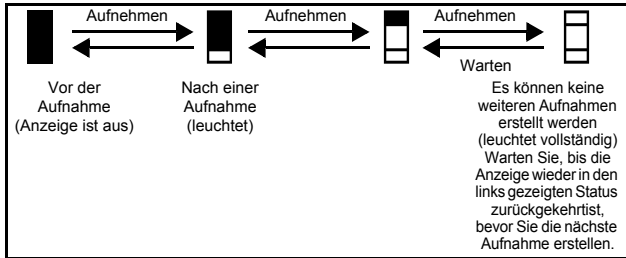 Aufnehmen Aufnehmen Aufnehmen
Warten
Vor der
Aufnahme
(Anzeige ist aus)
Nach einer
Aufnahme
(leuchtet)
Es können keine
weiteren Aufnahmen
erstellt werden
(leuchtet vollständig)
Warten Sie, bis die
Anzeige wieder in den
links gezeigten Status
zurückgekehrtist,
bevor Sie die nächste
Aufnahme erstellen.